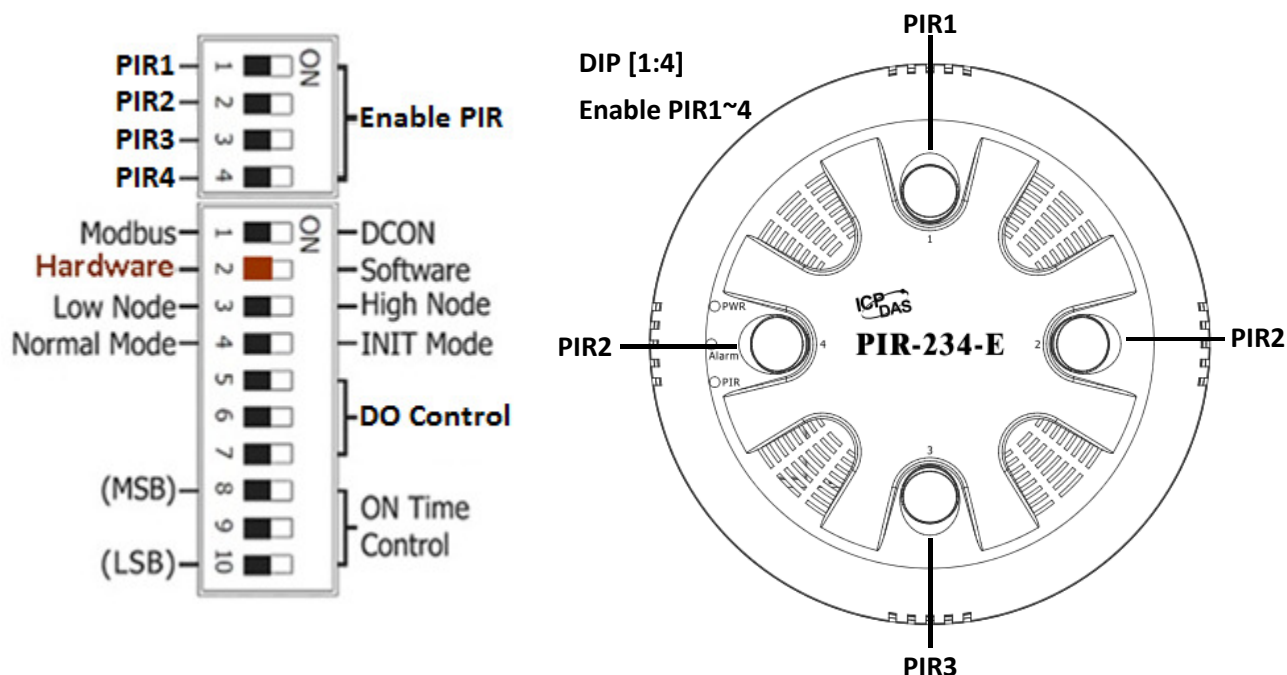 PIR1
PIR2
PIR3
PIR4
1
2
3
4
ON
Enable PIR
Modbus
Hardware
Low Node
Normal Mode
(MSB)
(LSB)
1
2
3
4
5
6
7
8
9
10
ON
DCON
Software
High Node
INIT Mode
DO Control
ON Time
Control
DIP [1:4]
Enable PIR1~4
PIR1
1
PWR
ICP
DAS
PIR2
Alarm
4
PIR-234-E
2
PIR2
PIR
3
PIR3